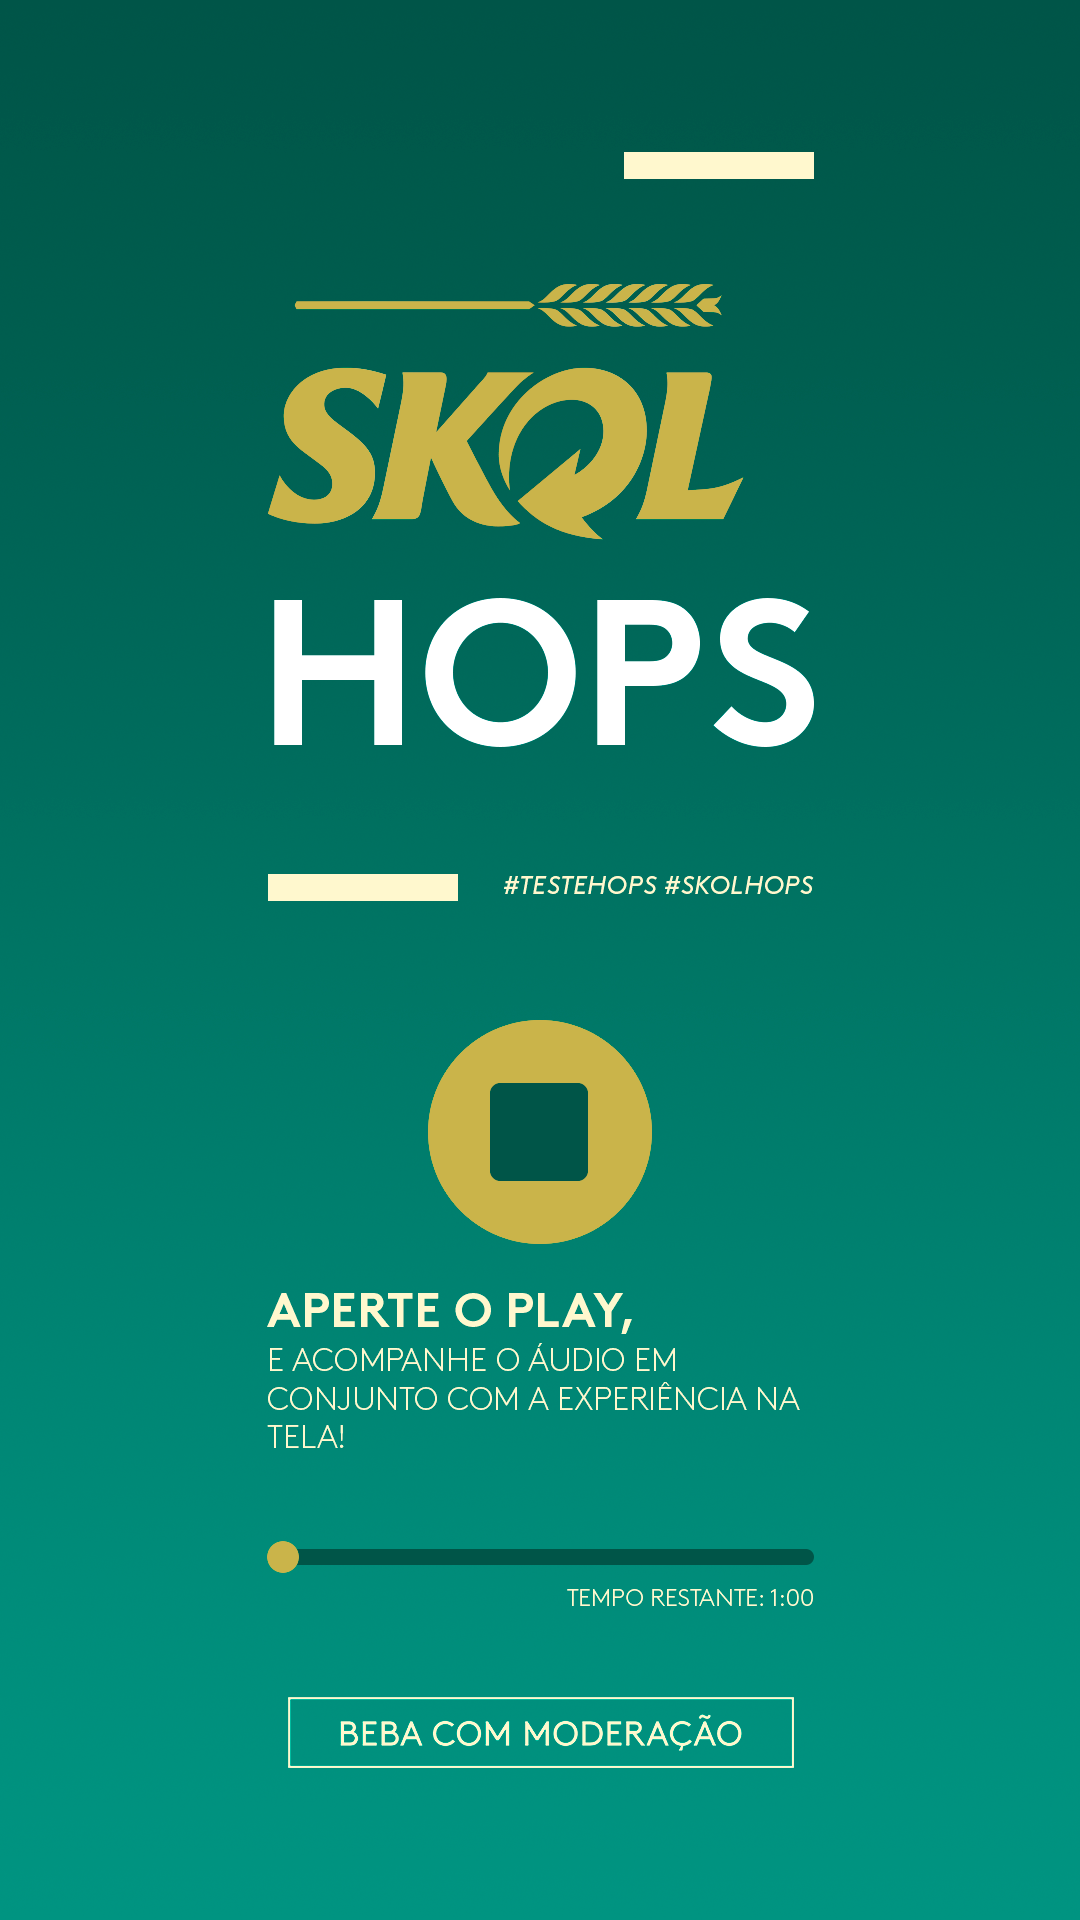 SKOL
HOPS
#TESTEHOPS #SKOLHOPS
APERTE O PLAY,
E ACOMPANHE O ÁUDIO EM
CONJUNTO COM A EXPERIÊNCIA NA
TELA!
TEMPO RESTANTE: 1:00
BEBA COM MODERAÇÃO